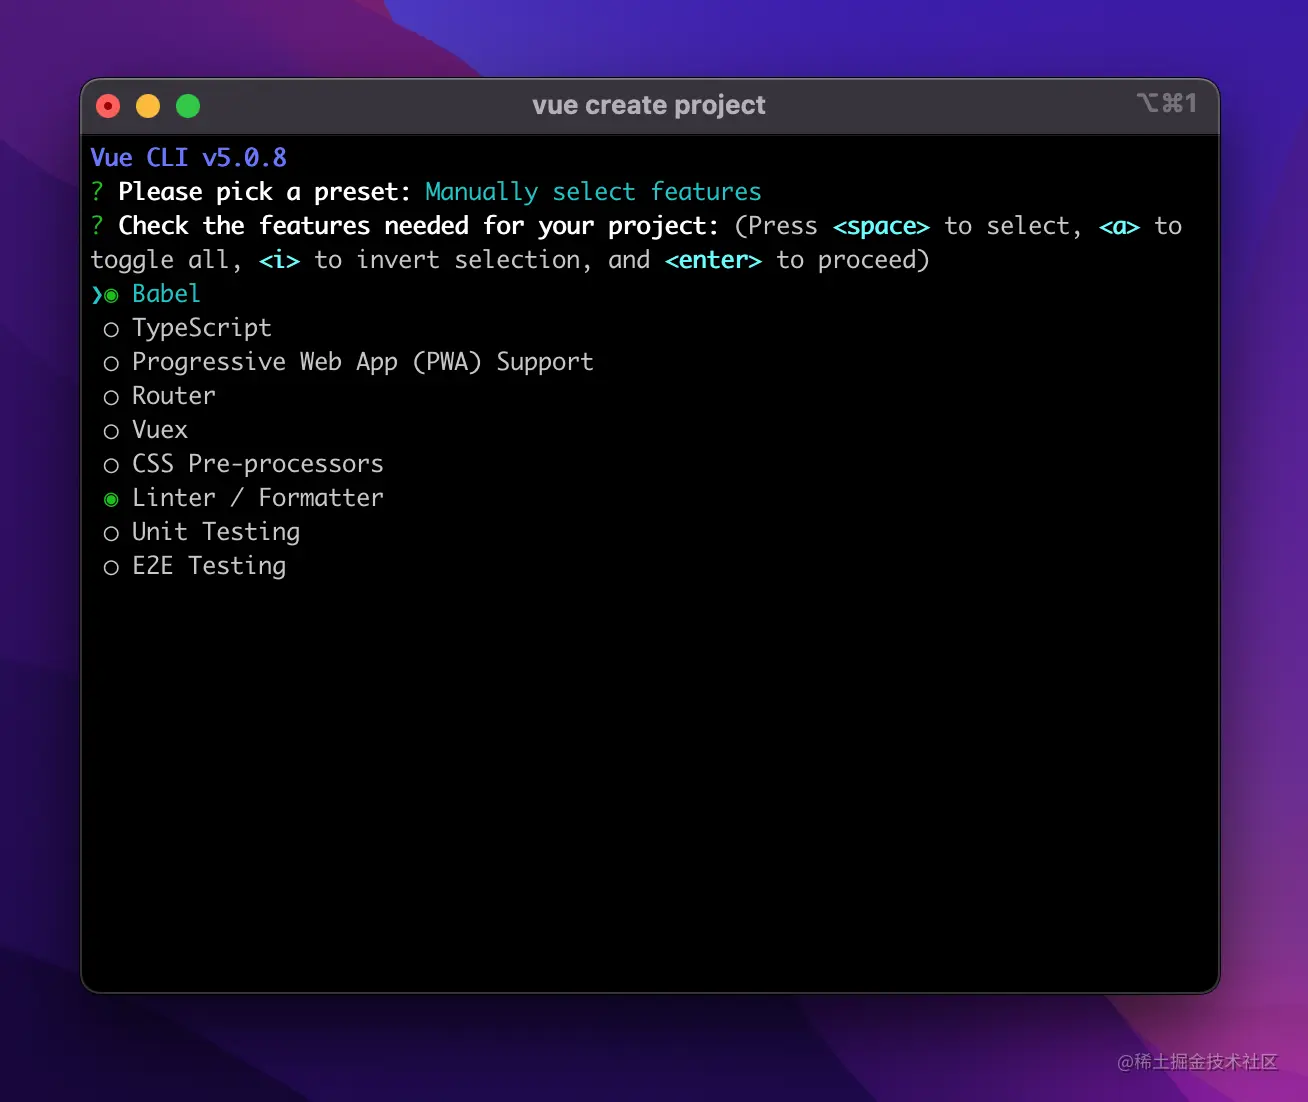 vue create project
⌥⌘1
Vue CLI v5.0.8
? Please pick a preset: Manually select features
? Check the features needed for your project: (Press <space> to select, <a> to
toggle all, <i> to invert selection, and <enter> to proceed)
❯◉ Babel
◯ TypeScript
◯ Progressive Web App (PWA) Support
◯ Router
◯ Vuex
◯ CSS Pre-processors
◉ Linter / Formatter
◯ Unit Testing
◯ E2E Testing
@稀土掘金技术社区